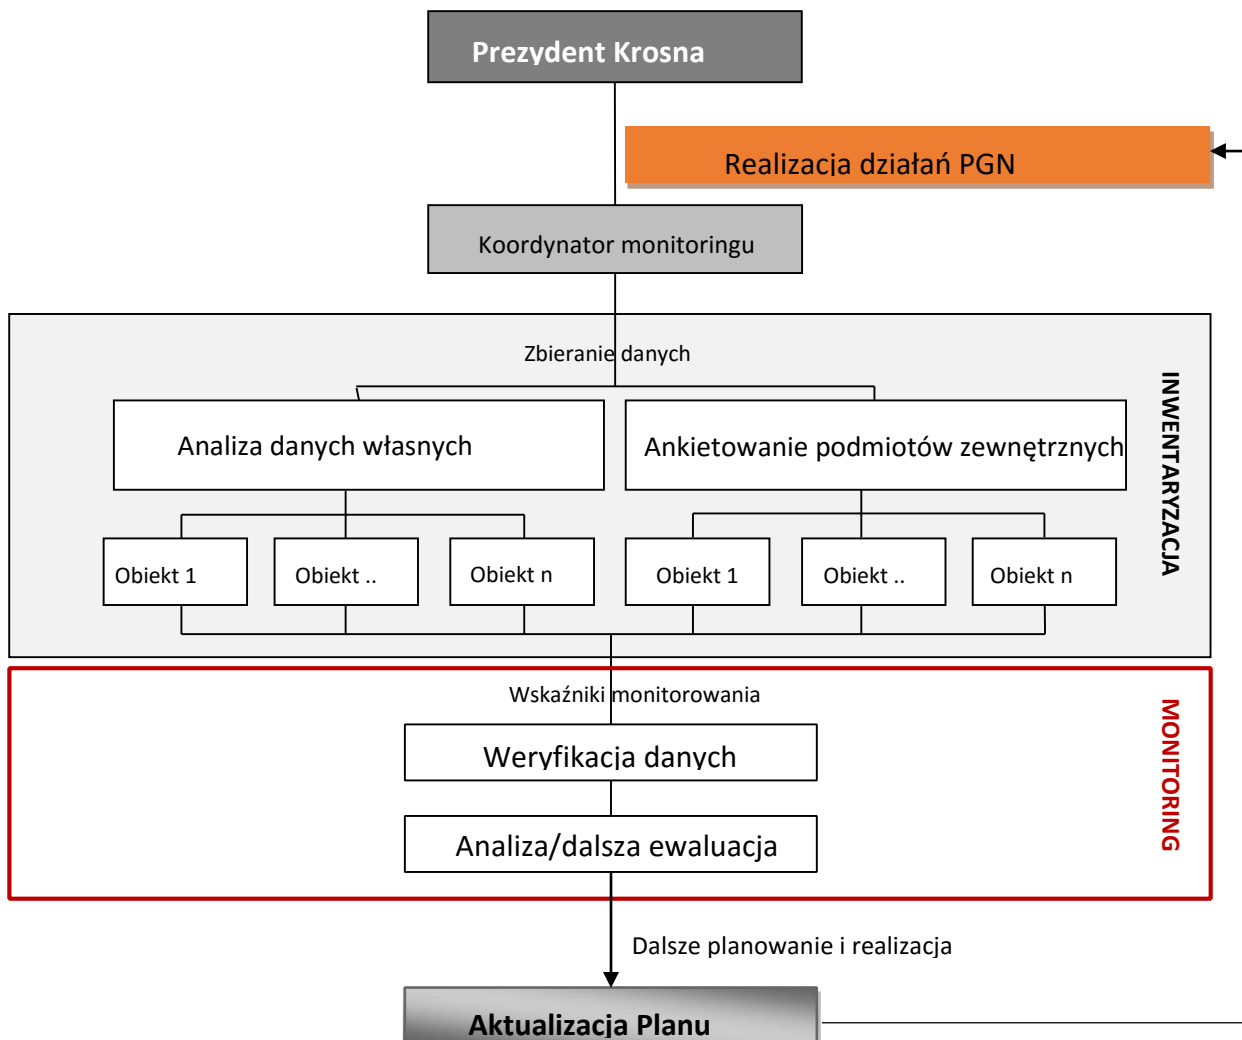 Prezydent Krosna
Realizacja działań PGN
Koordynator monitoringu
Zbieranie danych
INWENTARYZACJA
Analiza danych własnych
Ankietowanie podmiotów zewnętrznych
Obiekt 1
Obiekt ..
Obiekt n
Obiekt 1
Obiekt ..
Obiekt n
Wskaźniki monitorowania
MONITORING
Weryfikacja danych
Analiza/dalsza ewaluacja
Dalsze planowanie i realizacja
Aktualizacja Planu